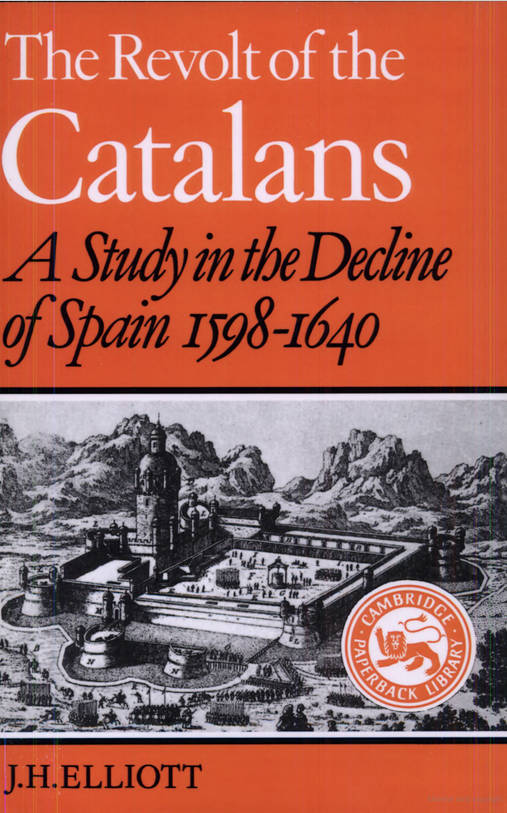 The Revolt of the
Catalans
A Study in the Decline
of Spain 1598-1640
CAMBRIDGE
PAPERBACK LIBRARY
J.H.ELLIOTT